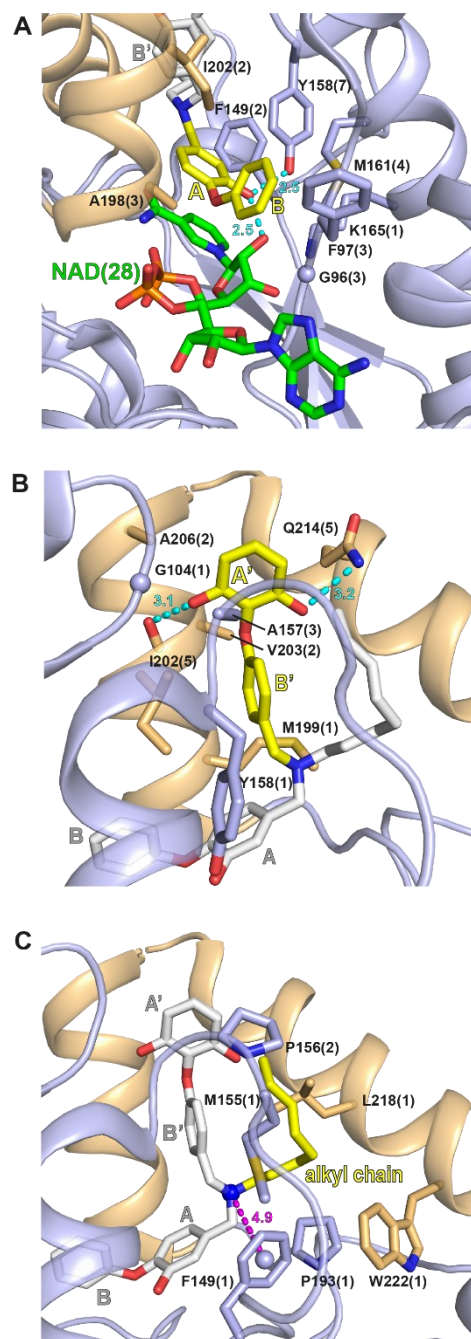 A
B'
I202(2)
F149(2)
Y158(7)
M161(4)
A
B
2.5
A198(3)
K165(1)
2.5
F97(3)
NAD(28)
G96(3)
B
A206(2)
Q214(5)
G104(1)
A'
3.1
3.2
A157(3)
V203(2)
I202(5)
B'
M199(1)
Y158(1)
B
A
C
A'
P156(2)
M155(1)
L218(1)
B'
alkyl chain
A
4.9
B
F149(1)
P193(1)
W222(1)